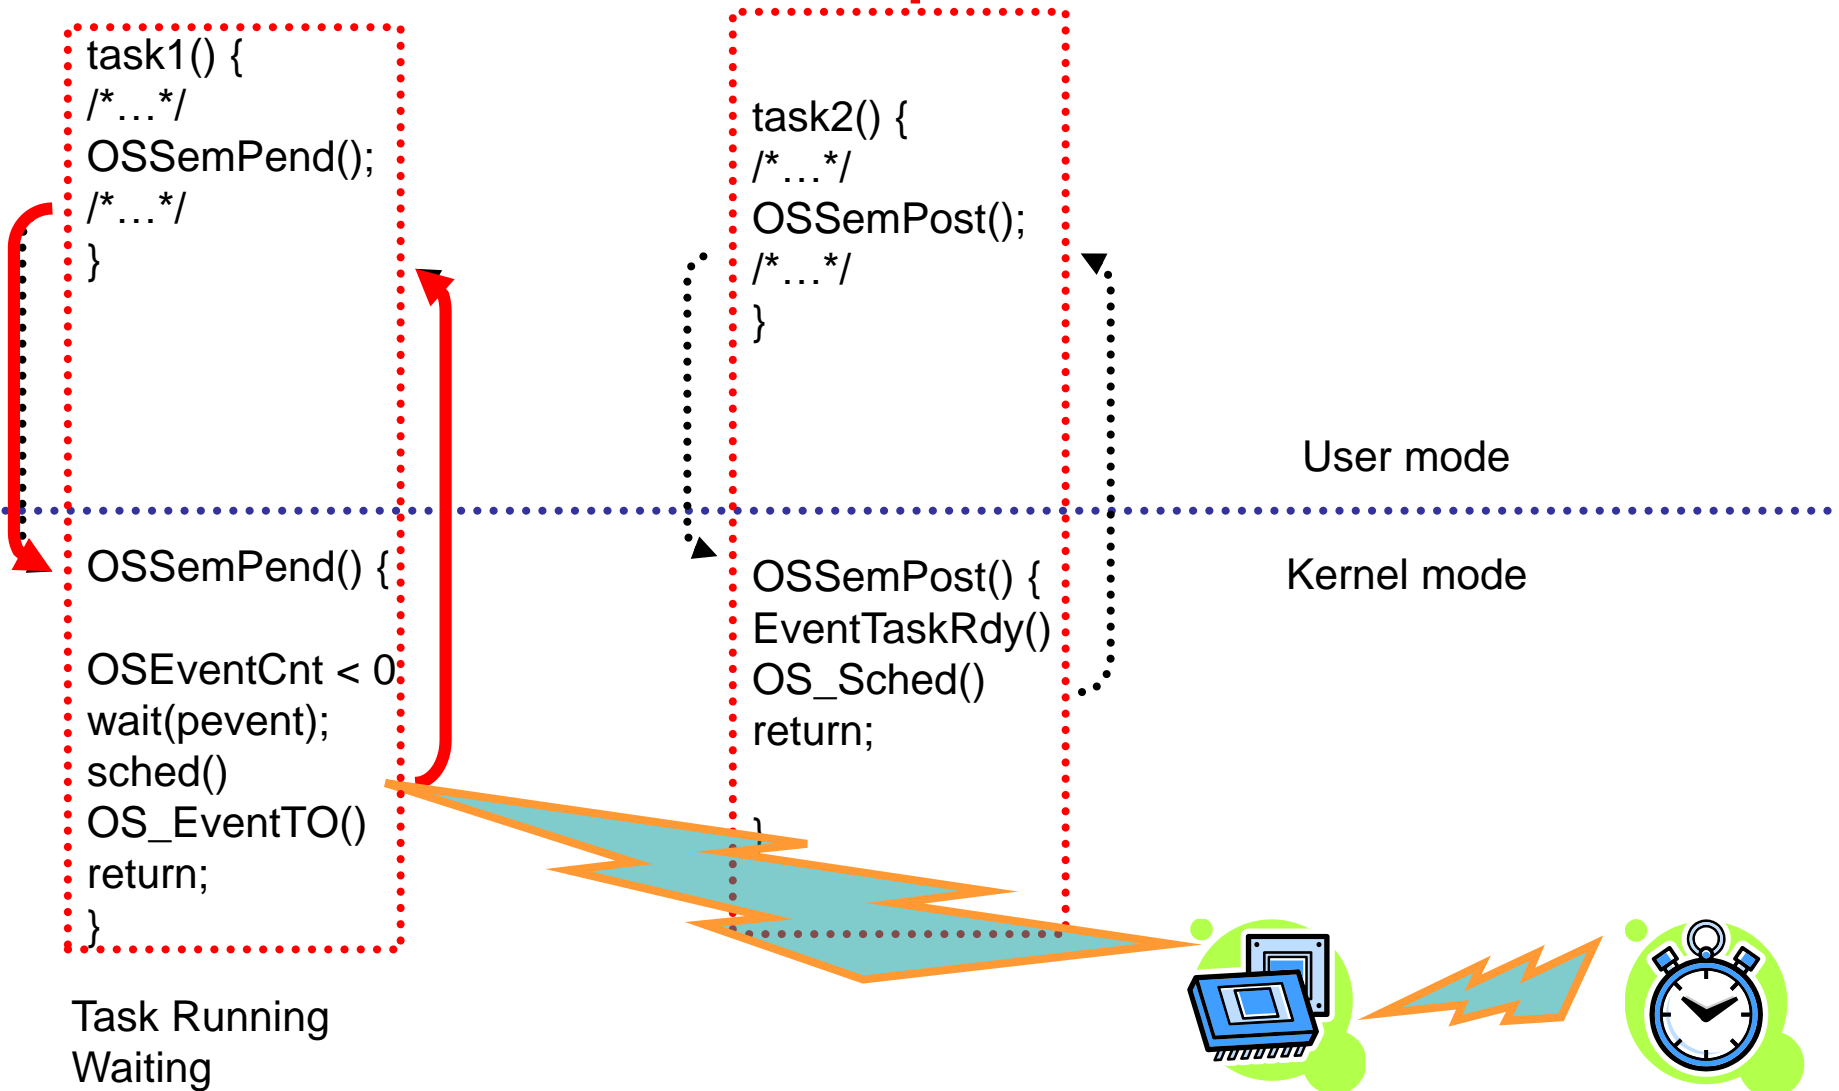 task1() {
/*…*/
OSSemPend();
/*…*/
}
task2() {
/*…*/
OSSemPost();
/*…*/
}
User mode
Kernel mode
OSSemPend() {
OSEventCnt < 0
wait(pevent);
sched()
OS_EventTO()
return;
}
OSSemPost() {
EventTaskRdy()
OS_Sched()
return;
}
Task Running
Waiting